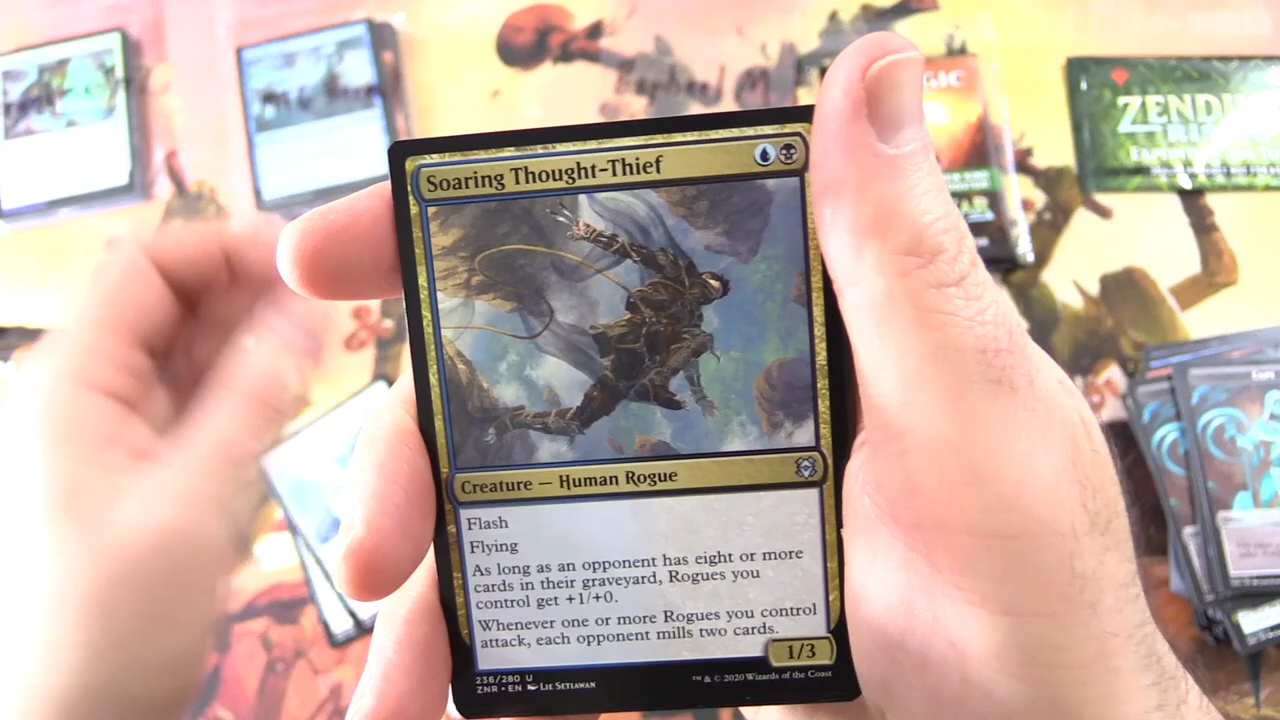 Soaring Thought-Thief
Creature — Human Rogue
Flash
Flying
As long as an opponent has eight or more
cards in their graveyard, Rogues you
control get +1/+0.
Whenever one or more Rogues you control
attack, each opponent mills two cards.
1/3
236/280 U
ZNR • EN Lie Setiawan
™ & © 2020 Wizards of the Coast